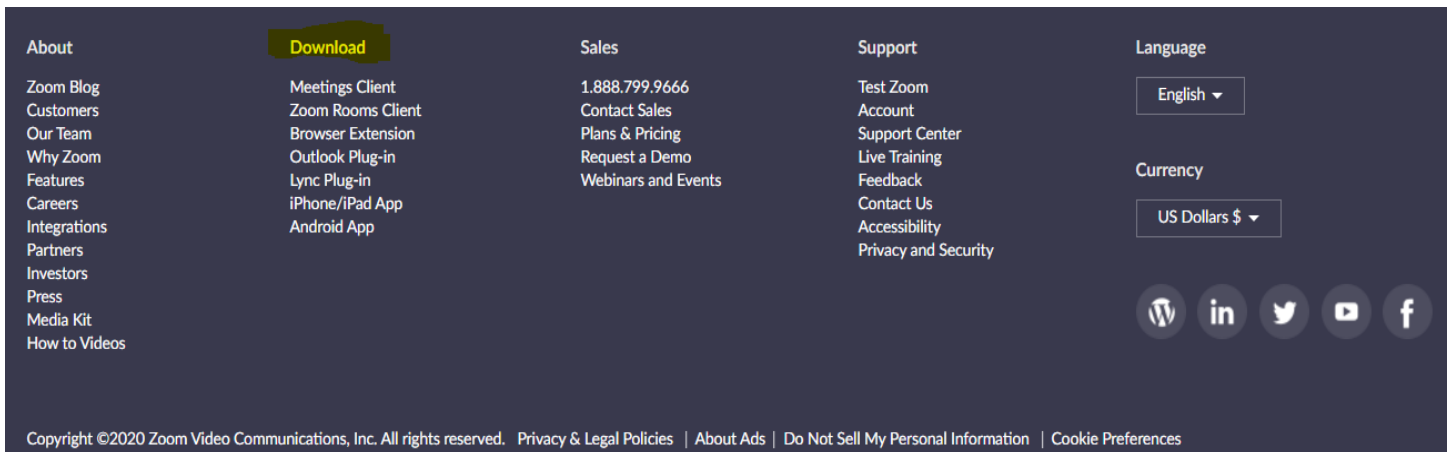 About
Zoom Blog
Customers
Our Team
Why Zoom
Features
Careers
Integrations
Partners
Investors
Press
Media Kit
How to Videos
Download
Meetings Client
Zoom Rooms Client
Browser Extension
Outlook Plug-in
Lync Plug-in
iPhone/iPad App
Android App
Sales
1.888.799.9666
Contact Sales
Plans & Pricing
Request a Demo
Webinars and Events
Support
Test Zoom
Account
Support Center
Live Training
Feedback
Contact Us
Accessibility
Privacy and Security
Language
English
Currency
US Dollars $
in
f
Copyright ©2020 Zoom Video Communications, Inc. All rights reserved. Privacy & Legal Policies | About Ads | Do Not Sell My Personal Information | Cookie Preferences